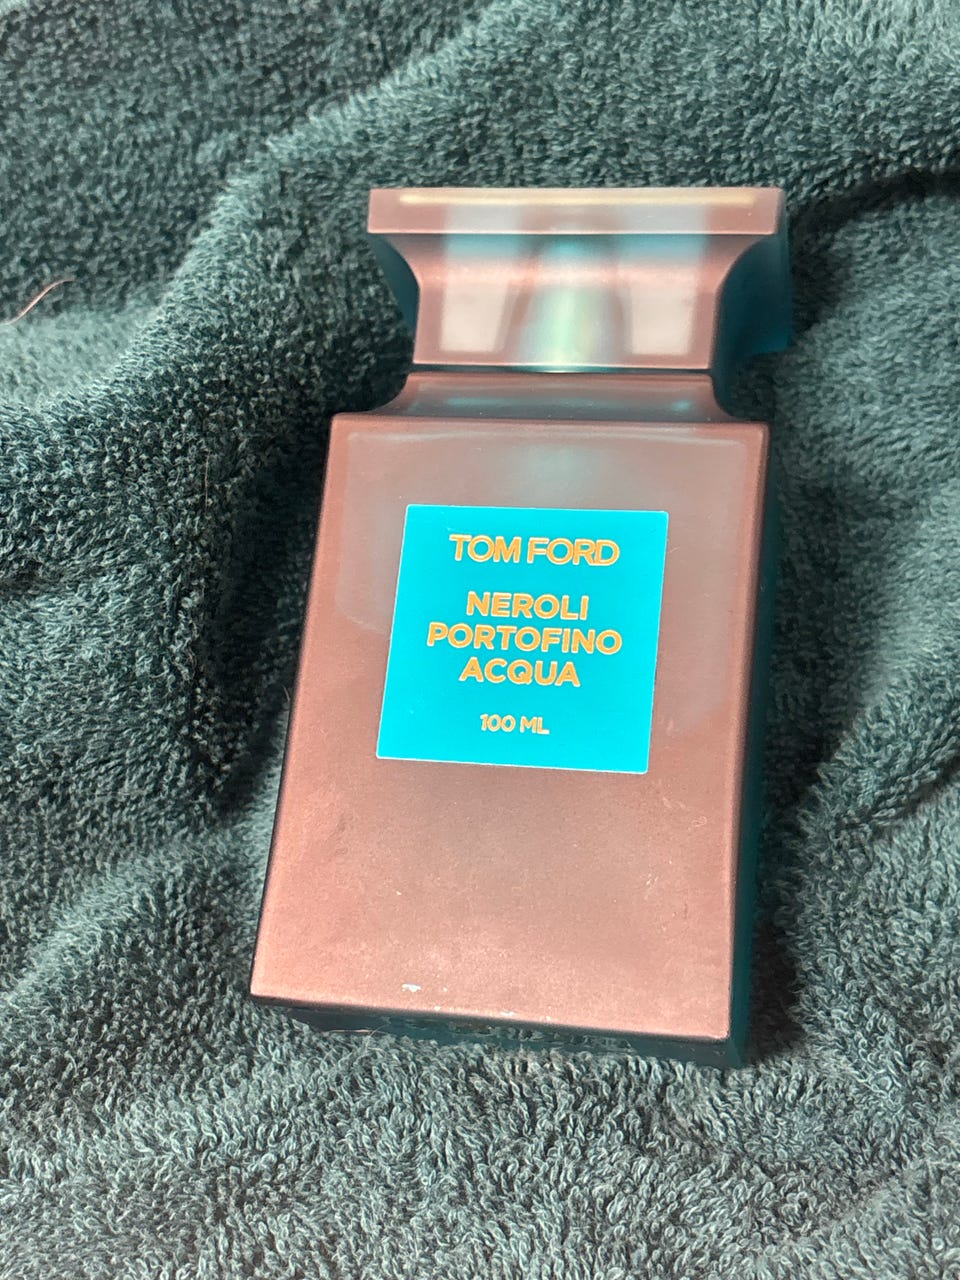 TOM FORD
NEROLI
PORTOFINO
ACQUA
100 ML